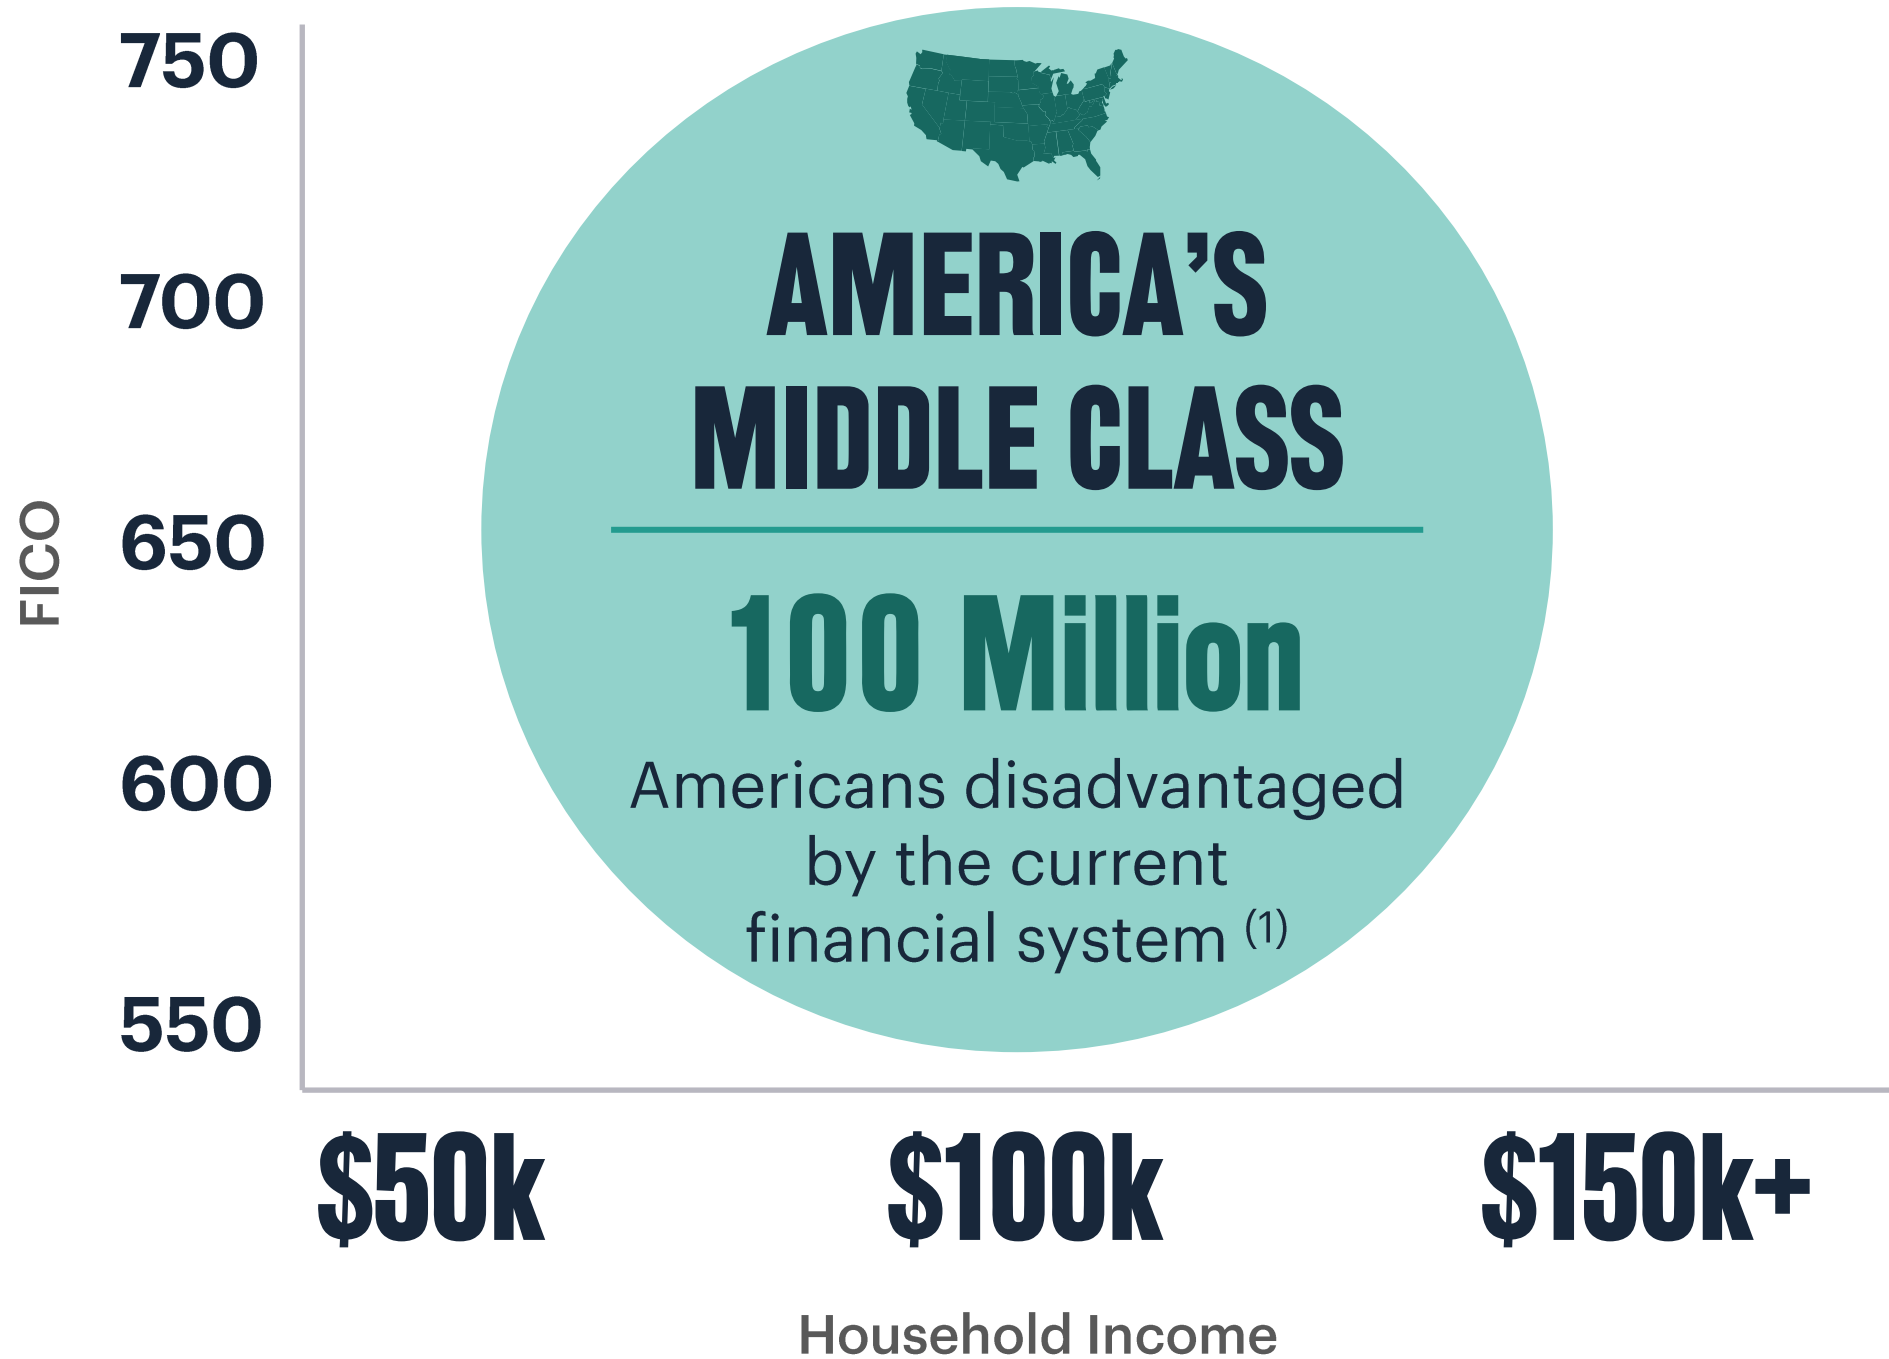 750
700
650
600
550
FICO
AMERICA’S
MIDDLE CLASS
100 Million
Americans disadvantaged
by the current
financial system (1)
$50k
$100k
$150k+
Household Income